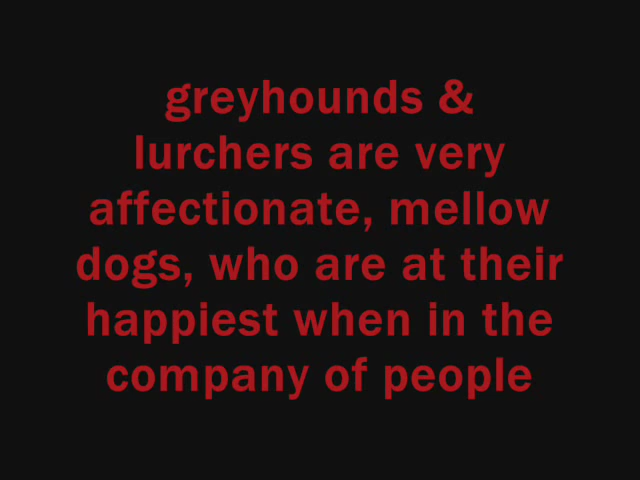 greyhounds &
lurchers are very
affectionate, mellow
dogs, who are at their
happiest when in the
company of people